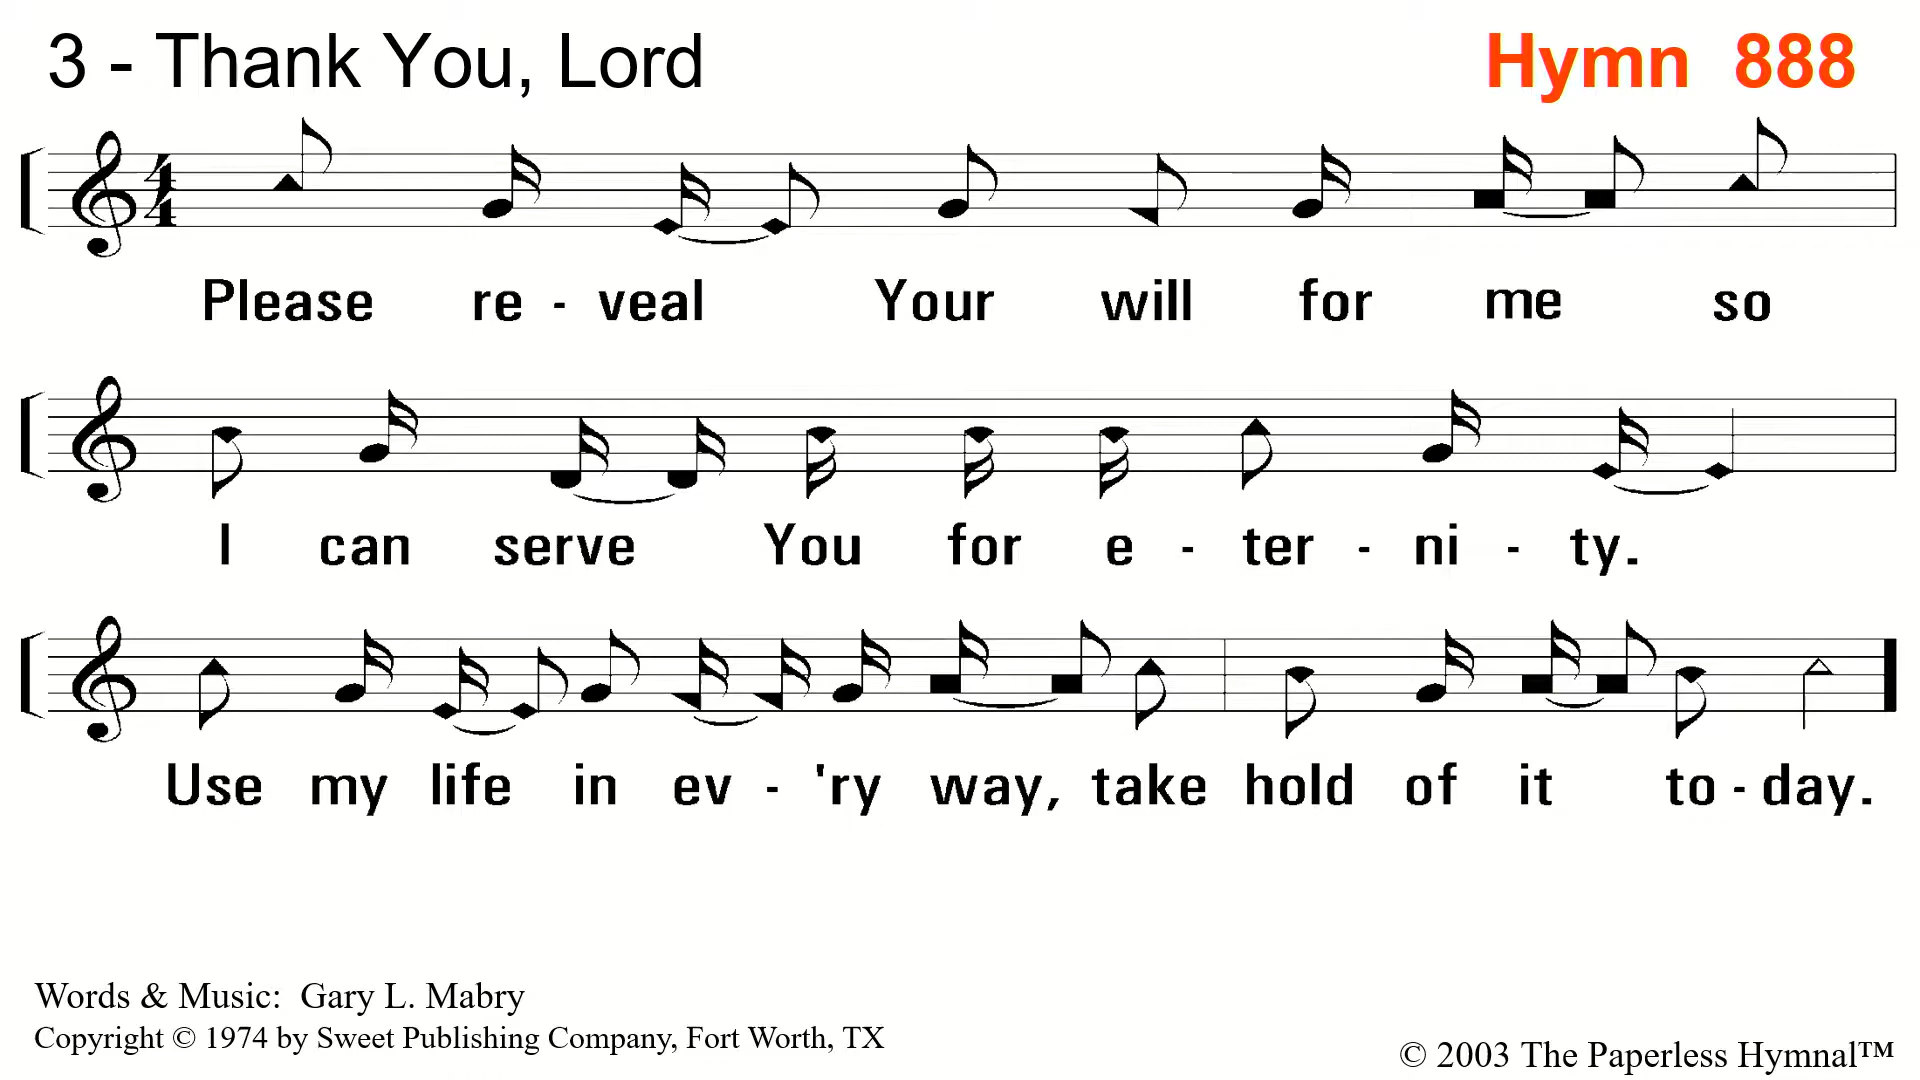 3 - Thank You, Lord Hymn 888
Please re - veal Your will for me so
I can serve You for e - ter - ni - ty.
Use my life in ev - 'ry way, take hold of it to - day.
Words & Music: Gary L. Mabry
Copyright © 1974 by Sweet Publishing Company, Fort Worth, TX
© 2003 The Paperless Hymnal™